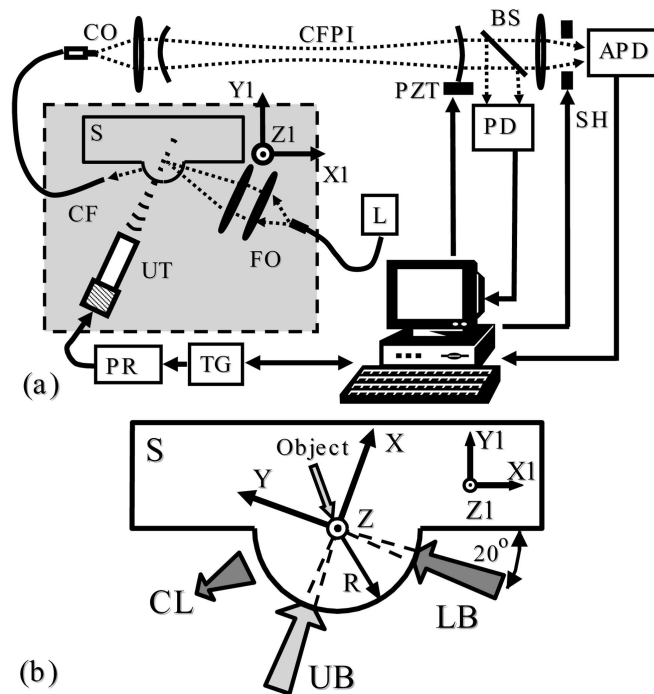 CO
CFPI
BS
APD
PZT
PD
SH
Y1
S
Z1
X1
CF
L
UT
FO
PR
TG
(a)
S
Object
X
Y1
Y
X1
Z
Z1
20°
R
CL
LB
UB
(b)